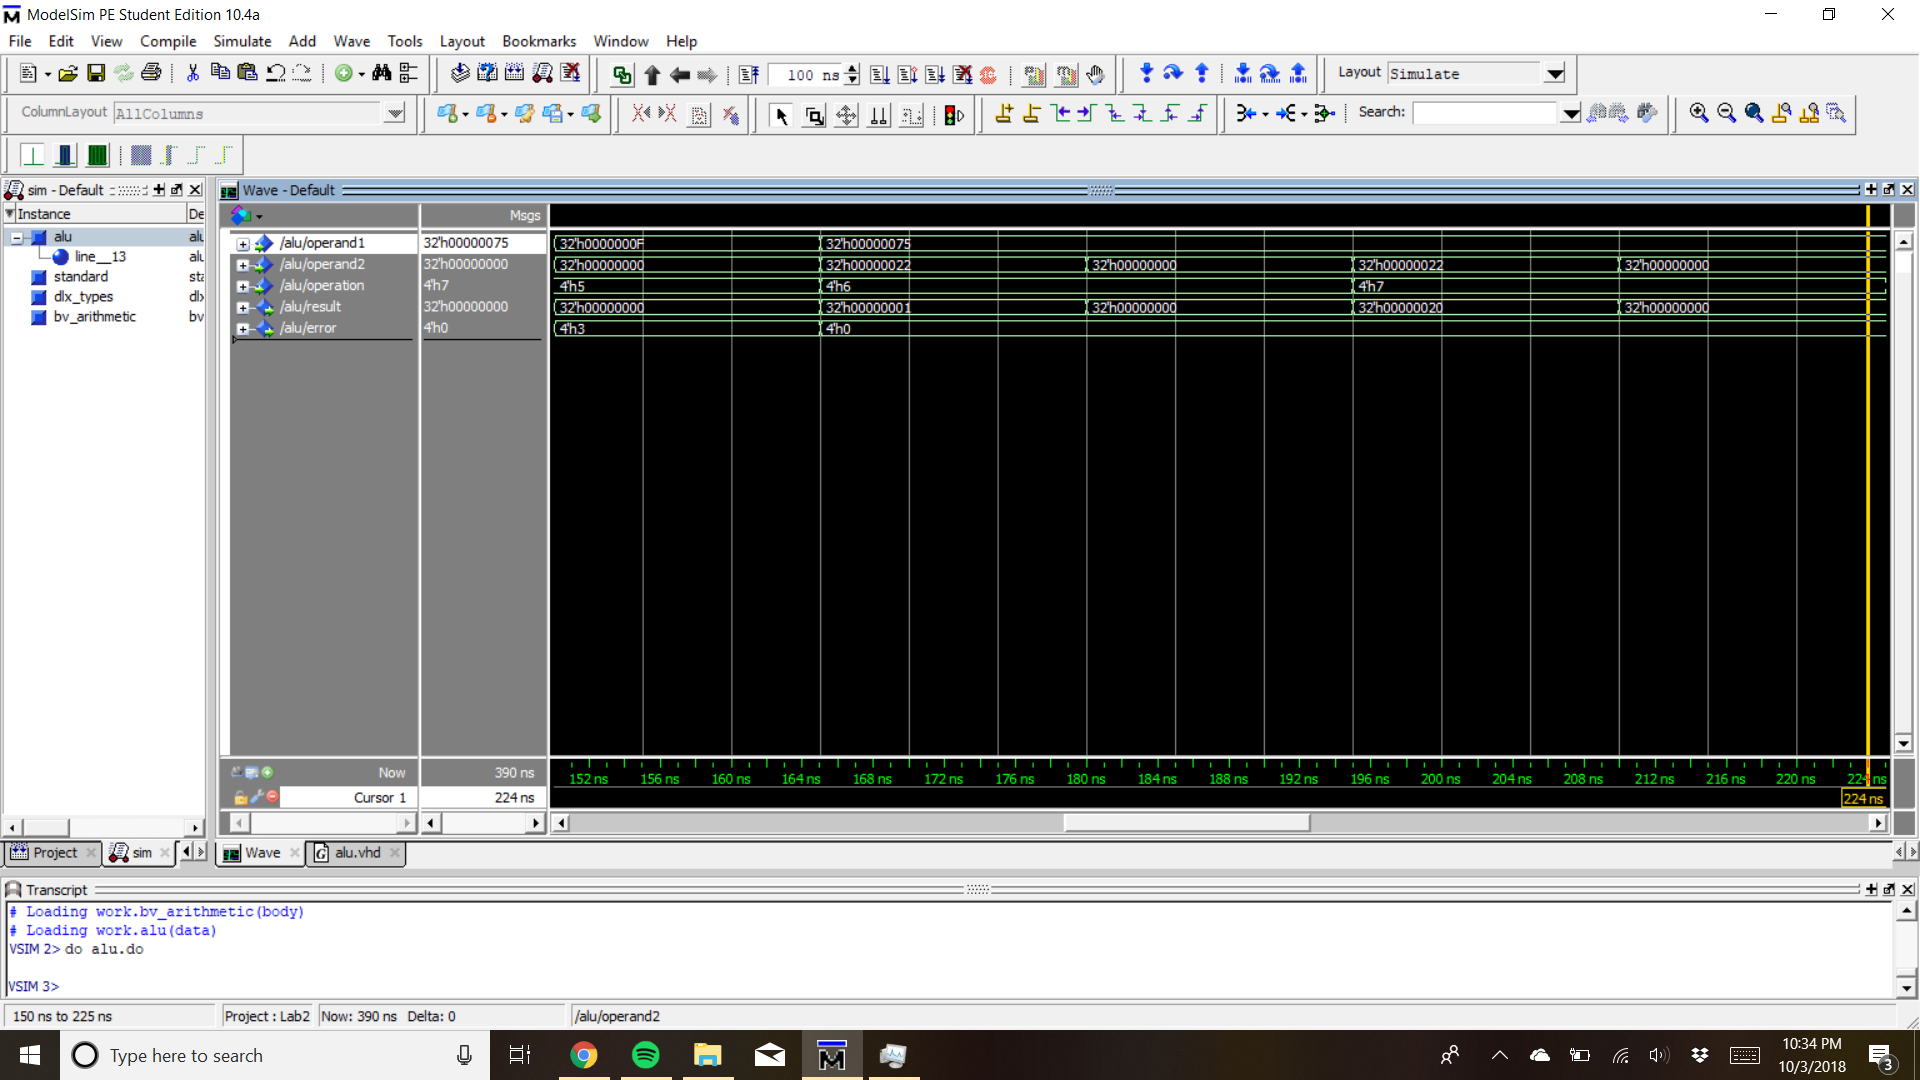 ModelSim PE Student Edition 10.4a
File Edit View Compile Simulate Add Wave Tools Layout Bookmarks Window Help
100 ns
Layout Simulate
ColumnLayout AllColumns
Search:
sim - Default
Wave - Default
Instance
De
Msgs
alu
alu
line__13
alu
standard
sta
dlx_types
dlx
bv_arithmetic
bv
/alu/operand1 32'h00000075 32'h0000000F 32'h00000075
/alu/operand2 32'h00000000 32'h00000000 32'h00000022 32'h00000000 32'h00000022 32'h00000000
/alu/operation 4'h7 4'h5 4'h6 4'h7
/alu/result 32'h00000000 32'h00000000 32'h00000001 32'h00000000 32'h00000020 32'h00000000
/alu/error 4'h0 4'h3 4'h0
Now 390 ns
152 ns 156 ns 160 ns 164 ns 168 ns 172 ns 176 ns 180 ns 184 ns 188 ns 192 ns 196 ns 200 ns 204 ns 208 ns 212 ns 216 ns 220 ns 224 ns
Cursor 1 224 ns
224 ns
Project sim
Wave alu.vhd
Transcript
# Loading work.bv_arithmetic(body)
# Loading work.alu(data)
VSIM 2> do alu.do
VSIM 3>
150 ns to 225 ns Project : Lab2 Now: 390 ns Delta: 0 /alu/operand2
Type here to search
10:34 PM
10/3/2018
3